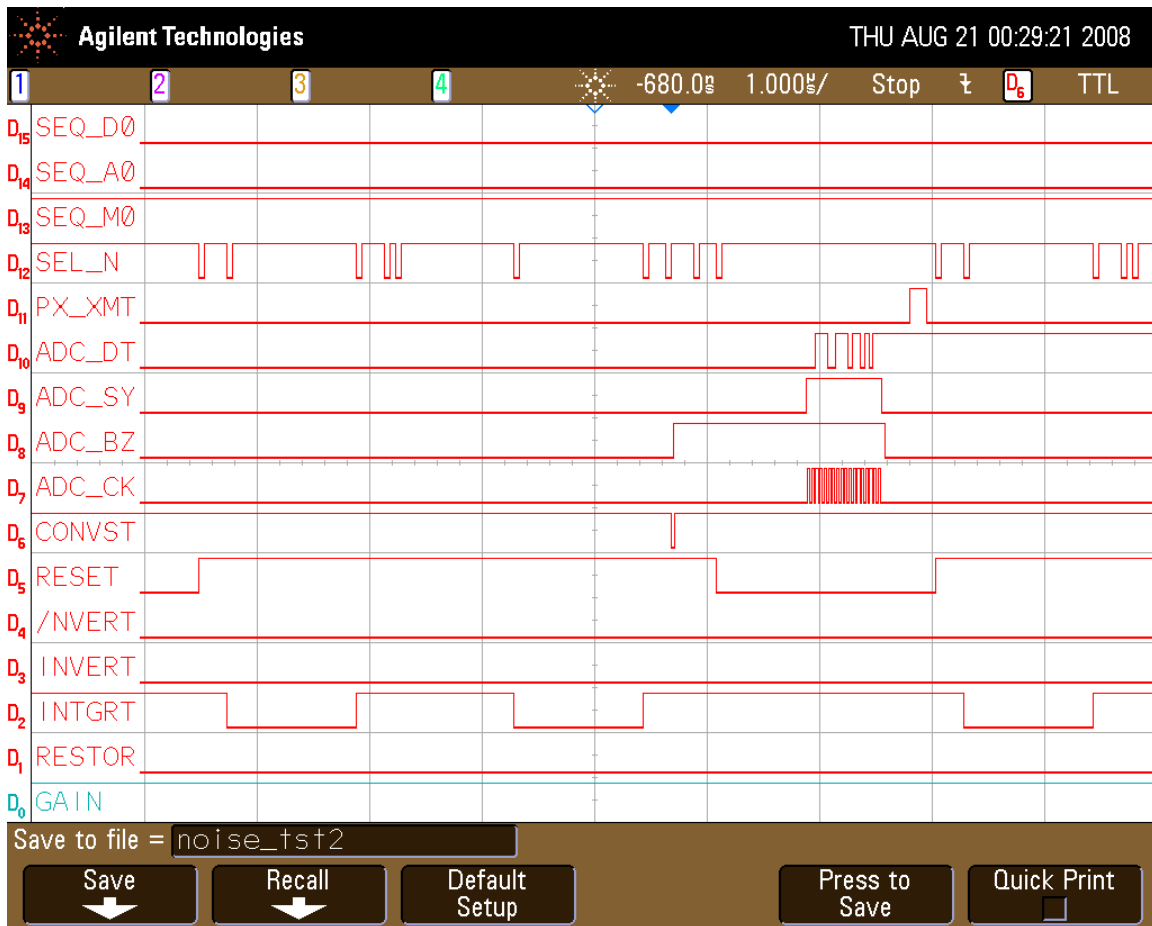 Agilent Technologies THU AUG 21 00:29:21 2008
1 2 3 4 -680.0ns 1.000us/ Stop D6 TTL
D15 SEQ_D0
D14 SEQ_A0
D13 SEQ_M0
D12 SEL_N
D11 PX_XMT
D10 ADC_DT
D9 ADC_SY
D8 ADC_BZ
D7 ADC_CK
D6 CONVST
D5 RESET
D4 /NVERT
D3 INVERT
D2 INTGRT
D1 RESTOR
D0 GAIN
Save to file = noise_tst2
Save Recall Default Setup Press to Save Quick Print